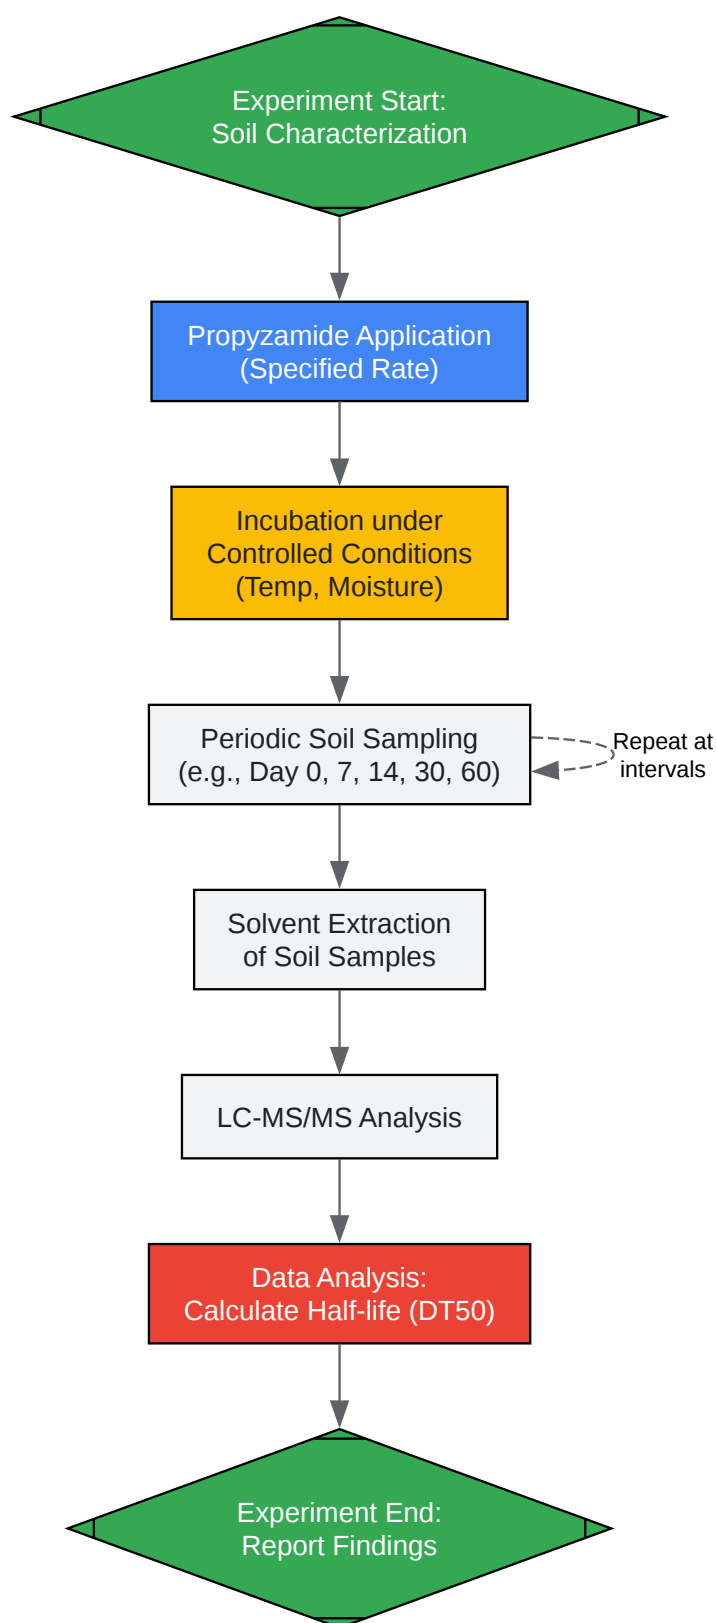 Experiment Start:
Soil Characterization
Propyzamide Application
(Specified Rate)
Incubation under
Controlled Conditions
(Temp, Moisture)
Periodic Soil Sampling
(e.g., Day 0, 7, 14, 30, 60)
Repeat at
intervals
Solvent Extraction
of Soil Samples
LC-MS/MS Analysis
Data Analysis:
Calculate Half-life (DT50)
Experiment End:
Report Findings